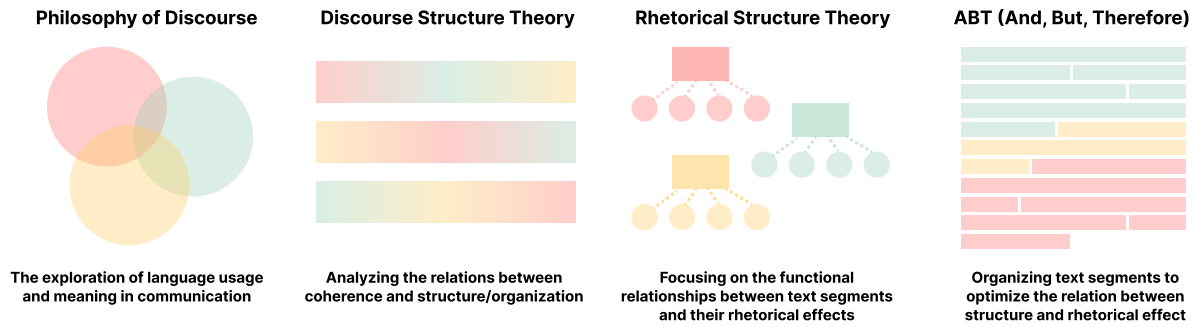 Philosophy of Discourse
The exploration of language usage
and meaning in communication
Discourse Structure Theory
Analyzing the relations between
coherence and structure/organization
Rhetorical Structure Theory
Focusing on the functional
relationships between text segments
and their rhetorical effects
ABT (And, But, Therefore)
Organizing text segments to
optimize the relation between
structure and rhetorical effect